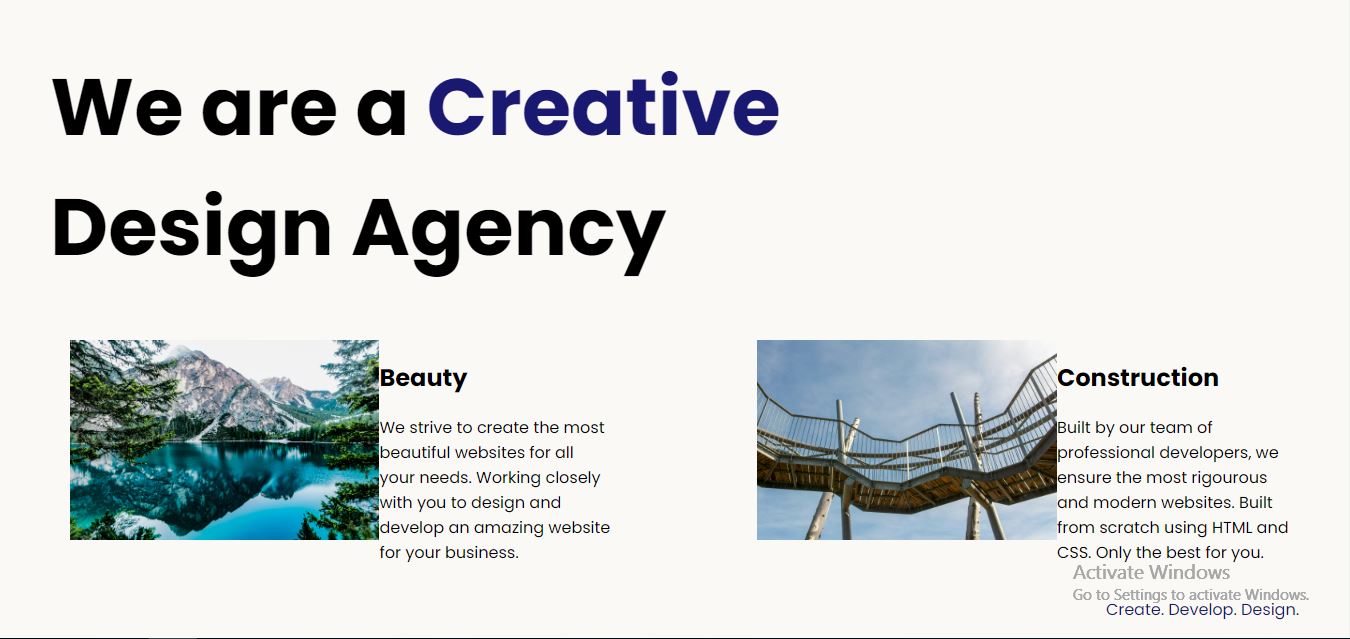 We are a Creative
Design Agency
Beauty
We strive to create the most
beautiful websites for all
your needs. Working closely
with you to design and
develop an amazing website
for your business.
Construction
Built by our team of
professional developers, we
ensure the most rigourous
and modern websites. Built
from scratch using HTML and
CSS. Only the best for you.
Activate Windows
Go to Settings to activate Windows.
Create. Develop. Design.